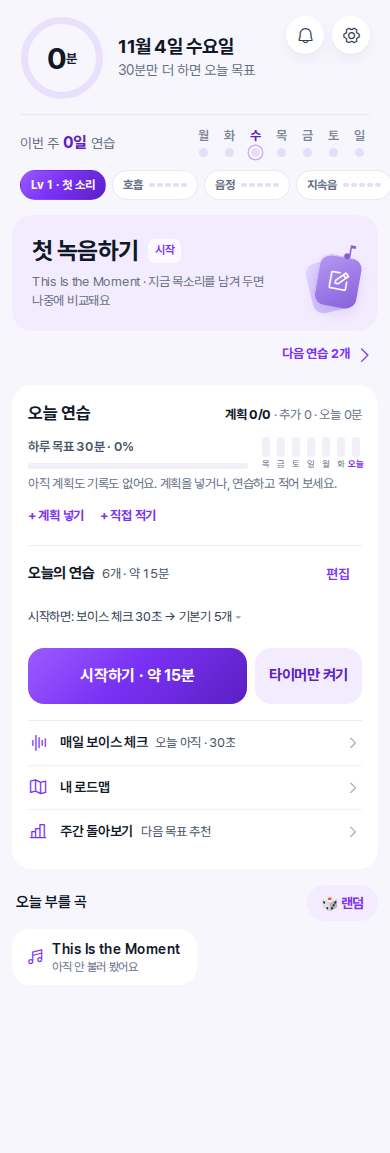 0분
11월 4일 수요일
30분만 더 하면 오늘 목표
이번 주 0일 연습
월 화 수 목 금 토 일
Lv 1 · 첫 소리 호흡 음정 지속음
첫 녹음하기 시작
This Is the Moment · 지금 목소리를 남겨 두면
나중에 비교돼요
다음 연습 2개
오늘 연습 계획 0/0 · 추가 0 · 오늘 0분
하루 목표 30분 · 0%
목 금 토 일 월 화 오늘
아직 계획도 기록도 없어요. 계획을 넣거나, 연습하고 적어 보세요.
+ 계획 넣기 + 직접 적기
오늘의 연습 6개 · 약 15분 편집
시작하면: 보이스 체크 30초 → 기본기 5개
시작하기 · 약 15분 타이머만 켜기
매일 보이스 체크 오늘 아직 · 30초
내 로드맵
주간 돌아보기 다음 목표 추천
오늘 부를 곡 🎲 랜덤
This Is the Moment
아직 안 불러 봤어요